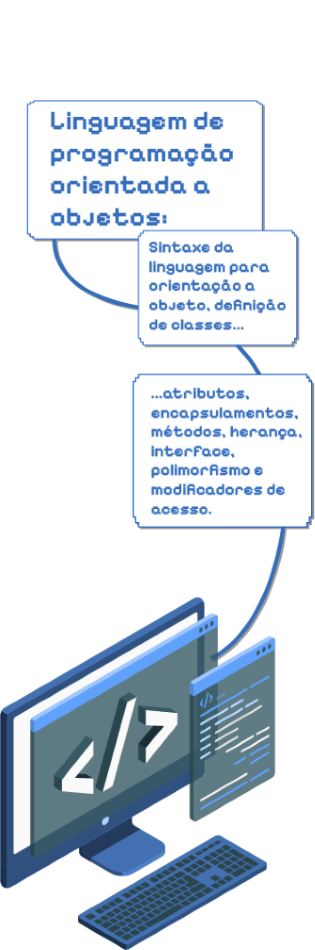 Linguagem de
programação
orientada a
objetos:
Sintaxe da
linguagem para
orientação a
objeto, definição
de classes...
...atributos,
encapsulamentos,
métodos, herança,
interface,
polimorfismo e
modificadores de
acesso.
</>
</>